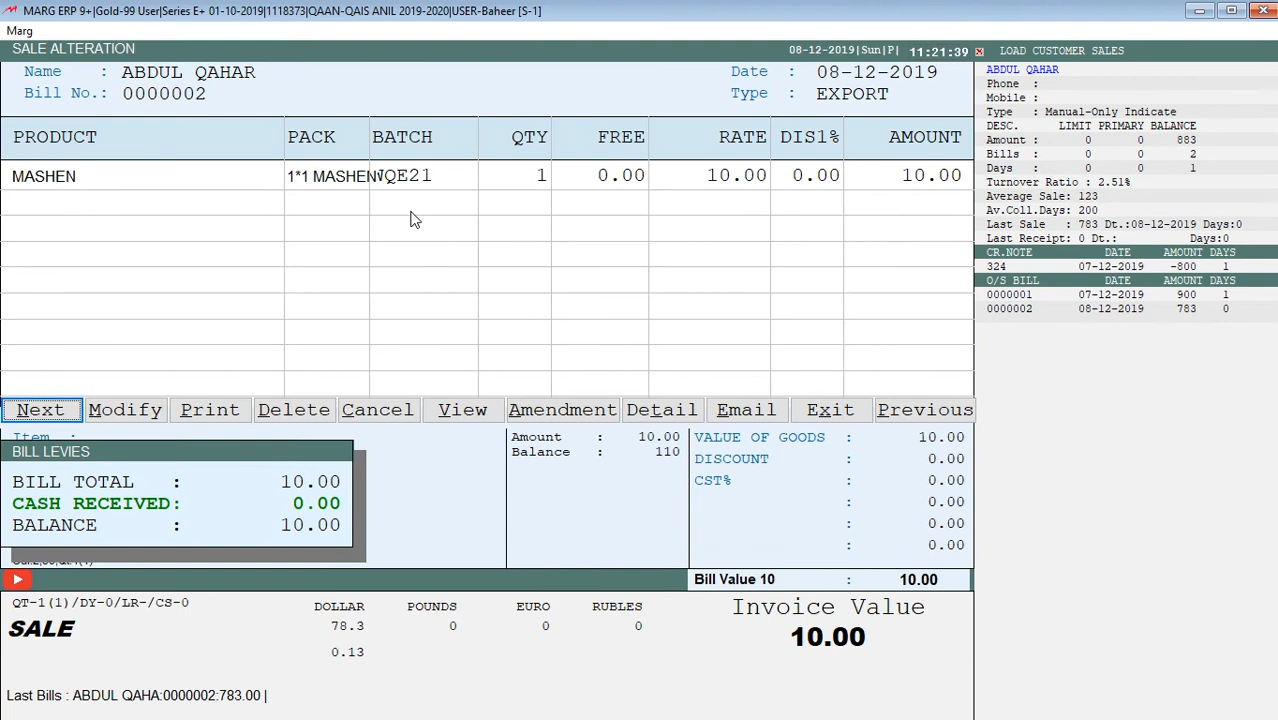 MARG ERP 9+|Gold-99 User|Series E+ 01-10-2019|1118373|QAAN-QAIS ANIL 2019-2020|USER-Baheer [S-1]
Marg
SALE ALTERATION 08-12-2019|Sun|P| 11:21:39 LOAD CUSTOMER SALES
Name : ABDUL QAHAR Date : 08-12-2019
Bill No.: 0000002 Type : EXPORT
PRODUCT PACK BATCH QTY FREE RATE DIS1% AMOUNT
MASHEN 1*1 MASHEN QE21 1 0.00 10.00 0.00 10.00
ABDUL QAHAR
Phone :
Mobile :
Type : Manual-Only Indicate
DESC. LIMIT PRIMARY BALANCE
Amount : 0 0 883
Bills : 0 0 2
Days : 0 0 1
Turnover Ratio : 2.51%
Average Sale: 123
Av.Coll.Days: 200
Last Sale : 783 Dt.:08-12-2019 Days:0
Last Receipt: 0 Dt.: Days:0
CR.NOTE DATE AMOUNT DAYS
324 07-12-2019 -800 1
O/S BILL DATE AMOUNT DAYS
0000001 07-12-2019 900 1
0000002 08-12-2019 783 0
Next Modify Print Delete Cancel View Amendment Detail Email Exit Previous
Item :
BILL LEVIES
BILL TOTAL : 10.00
CASH RECEIVED: 0.00
BALANCE : 10.00
Amount : 10.00
Balance : 110
VALUE OF GOODS : 10.00
DISCOUNT : 0.00
CST% : 0.00
: 0.00
: 0.00
: 0.00
Bill Value 10 : 10.00
QT-1(1)/DY-0/LR-/CS-0 DOLLAR POUNDS EURO RUBLES
SALE 78.3 0 0 0
0.13
Invoice Value
10.00
Last Bills : ABDUL QAHA:0000002:783.00 |